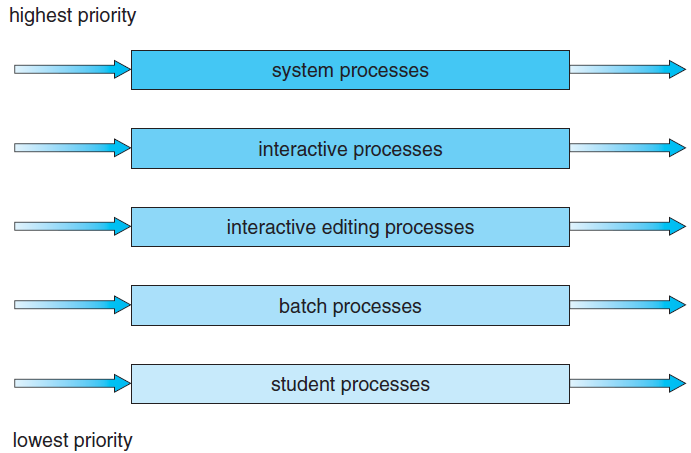 highest priority
system processes
interactive processes
interactive editing processes
batch processes
student processes
lowest priority